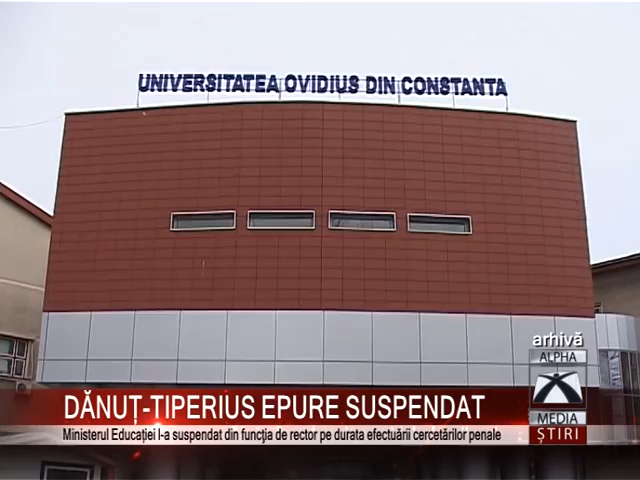 UNIVERSITATEA OVIDIUS DIN CONSTANTA
arhivă
ALPHA
MEDIA
ȘTIRI
DĂNUȚ-TIPERIUS EPURE SUSPENDAT
Ministerul Educației l-a suspendat din funcția de rector pe durata efectuării cercetărilor penale